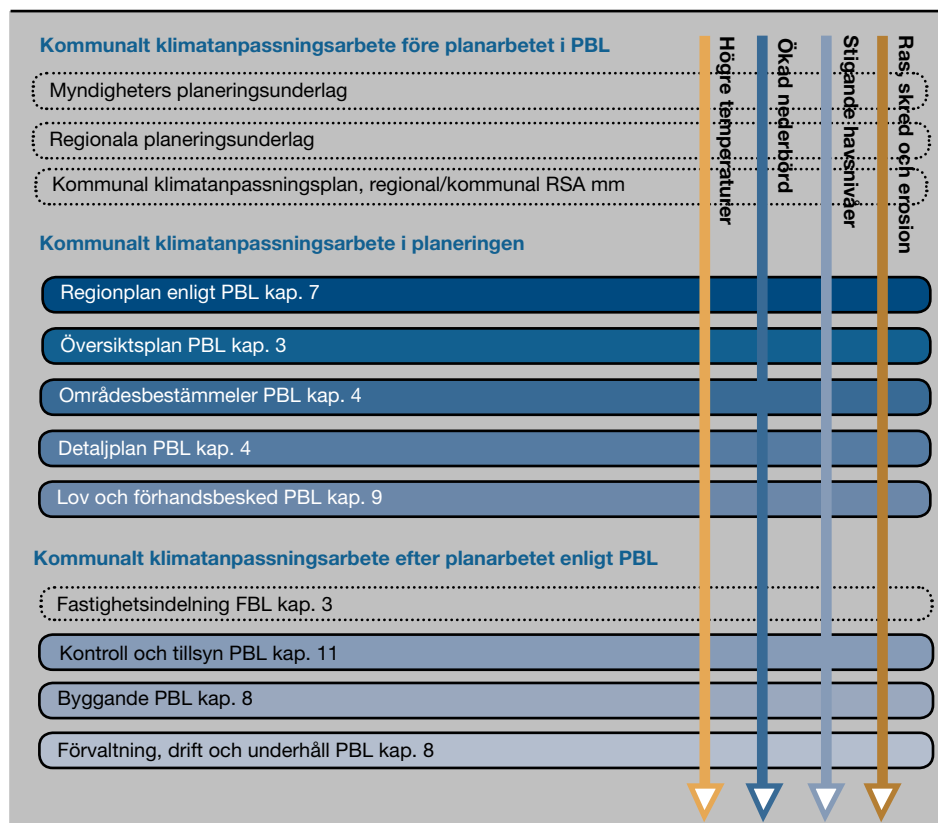 Kommunalt klimatanpassningsarbete före planarbetet i PBL
Myndigheters planeringsunderlag
Regionala planeringsunderlag
Kommunal klimatanpassningsplan, regional/kommunal RSA mm
Högre temperaturer
Ökad nederbörd
Stigande havsnivåer
Ras, skred och erosion
Kommunalt klimatanpassningsarbete i planeringen
Regionplan enligt PBL kap. 7
Översiktsplan PBL kap. 3
Områdesbestämmeler PBL kap. 4
Detaljplan PBL kap. 4
Lov och förhandsbesked PBL kap. 9
Kommunalt klimatanpassningsarbete efter planarbetet enligt PBL
Fastighetsindelning FBL kap. 3
Kontroll och tillsyn PBL kap. 11
Byggande PBL kap. 8
Förvaltning, drift och underhåll PBL kap. 8